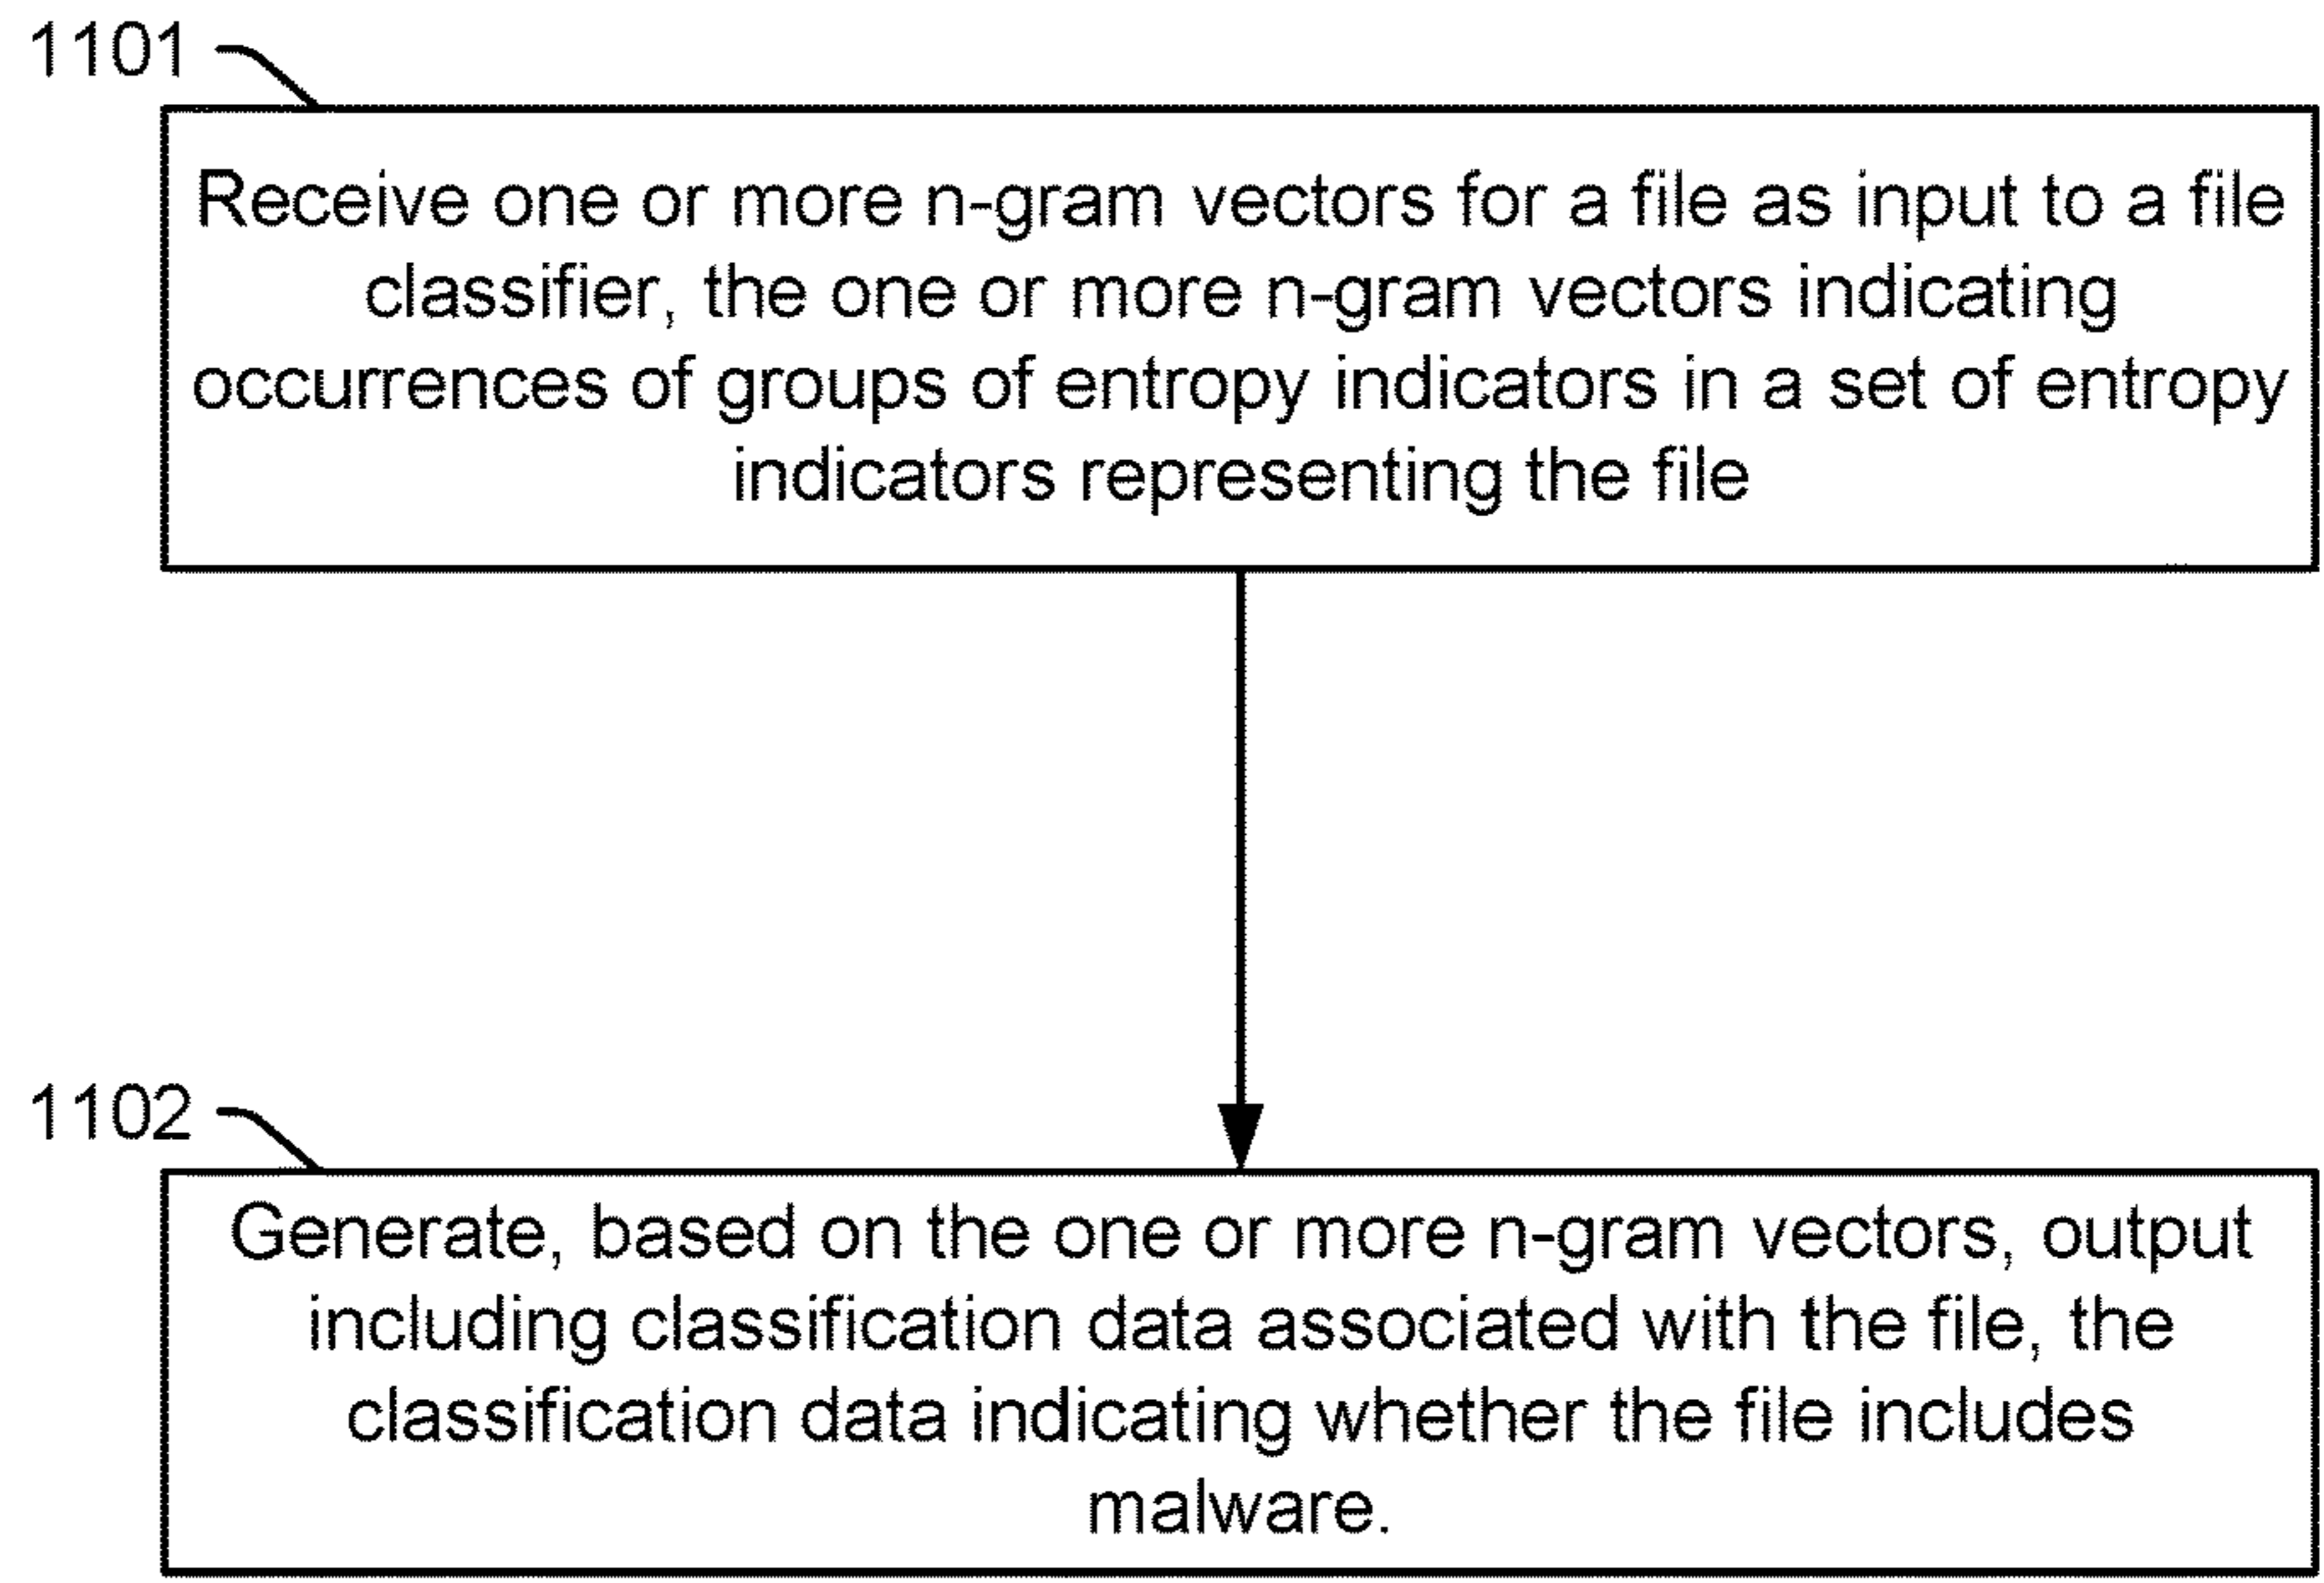 1101
Receive one or more n-gram vectors for a file as input to a file
classifier, the one or more n-gram vectors indicating
occurrences of groups of entropy indicators in a set of entropy
indicators representing the file
1102
Generate, based on the one or more n-gram vectors, output
including classification data associated with the file, the
classification data indicating whether the file includes
malware.